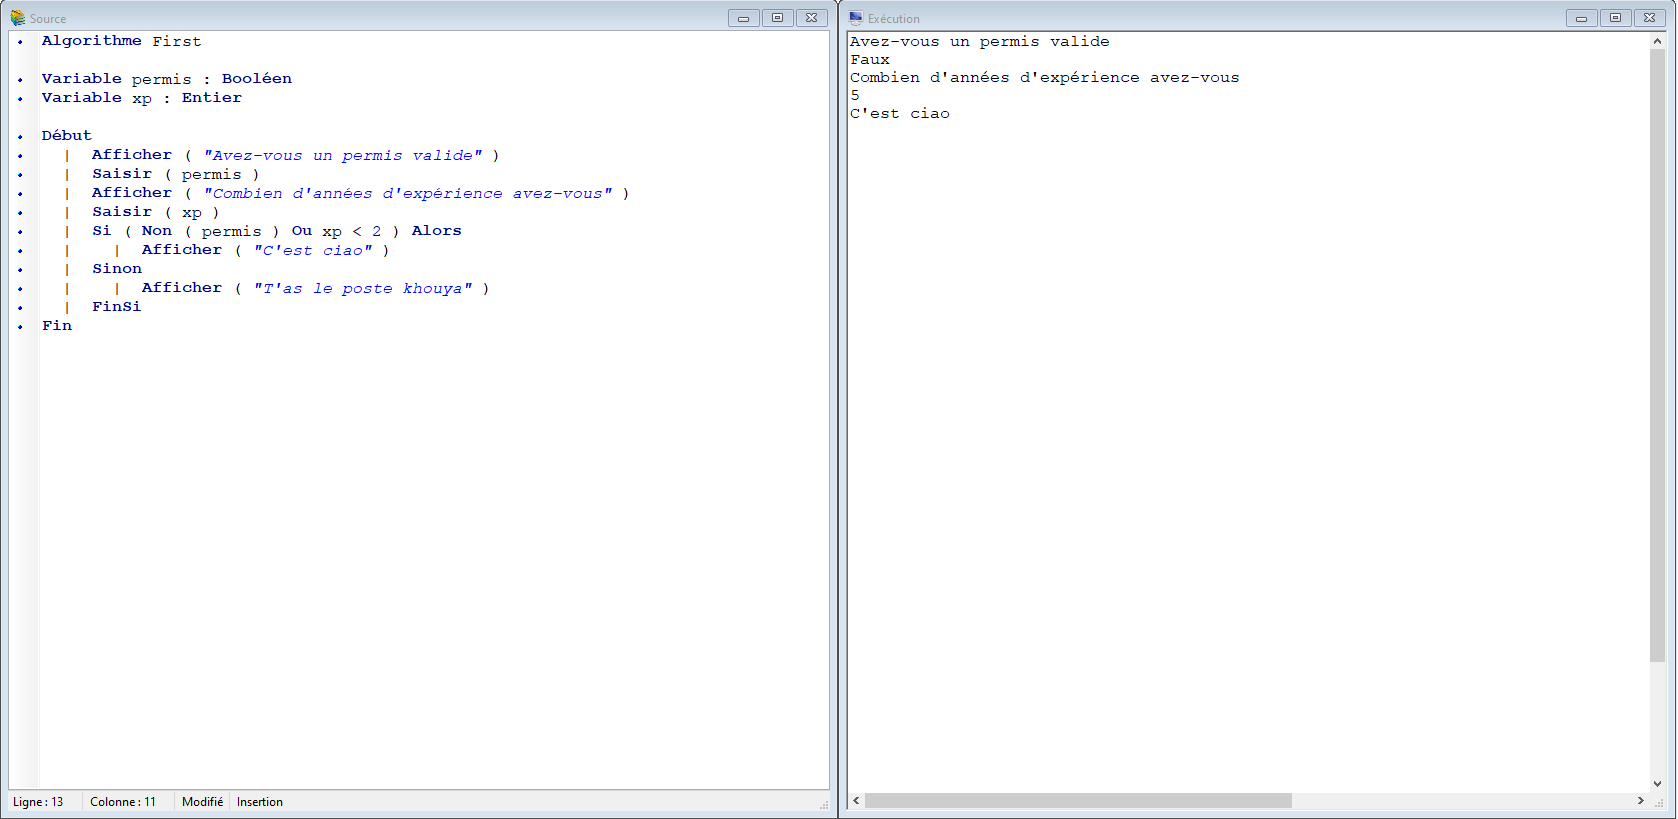 Source
Algorithme First
Variable permis : Booléen
Variable xp : Entier
Début
Afficher ( "Avez-vous un permis valide" )
Saisir ( permis )
Afficher ( "Combien d'années d'expérience avez-vous" )
Saisir ( xp )
Si ( Non ( permis ) Ou xp < 2 ) Alors
Afficher ( "C'est ciao" )
Sinon
Afficher ( "T'as le poste khouya" )
FinSi
Fin
Ligne : 13 Colonne : 11 Modifié Insertion
Exécution
Avez-vous un permis valide
Faux
Combien d'années d'expérience avez-vous
5
C'est ciao